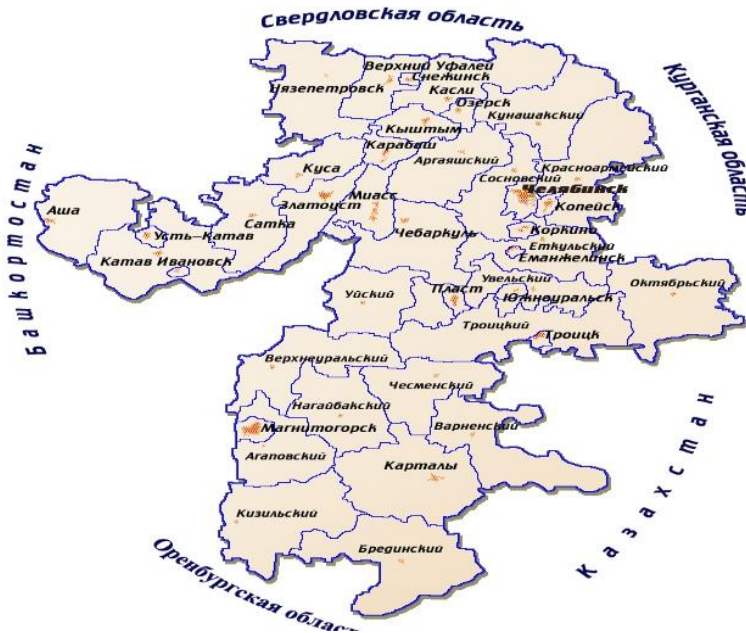 Свердловская область
Курганская область
Башкортостан
Казахстан
Оренбургская област
Нязепетровск
Верхний Уфалей
Снежинск
Касли
Озерск
Кунашакский
Кыштым
Карабаш
Аргаяшский
Куса
Златоуст
Миасс
Сосновский
Красноармейский
Челябинск
Копейск
Аша
Усть-Катав
Сатка
Чебаркуль
Коркино
Еткульский
Еманжелинск
Катав Ивановск
Уйский
Пласт
Увельский
Южноуральск
Октябрьский
Троицкий
Троицк
Верхнеуральский
Чесменский
Нагайбакский
Магнитогорск
Варненский
Агаповский
Карталы
Кизильский
Брединский